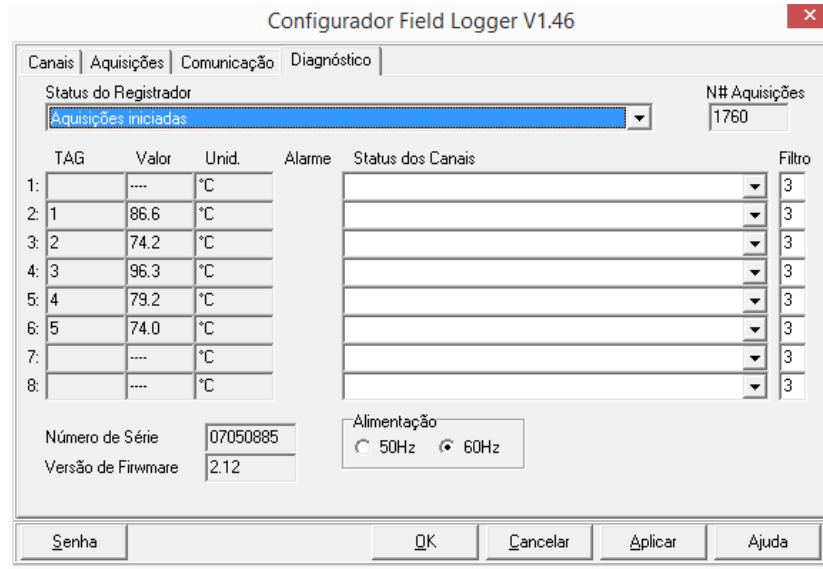 Configurador Field Logger V1.46
Canais Aquisições Comunicação Diagnóstico
Status do Registrador N# Aquisições
Aquisições iniciadas 1760
TAG Valor Unid. Alarme Status dos Canais Filtro
1: ---- °C 3
2: 1 86.6 °C 3
3: 2 74.2 °C 3
4: 3 96.3 °C 3
5: 4 79.2 °C 3
6: 5 74.0 °C 3
7: ---- °C 3
8: ---- °C 3
Número de Série 07050885
Versão de Firwmare 2.12
Alimentação
50Hz 60Hz
Senha OK Cancelar Aplicar Ajuda